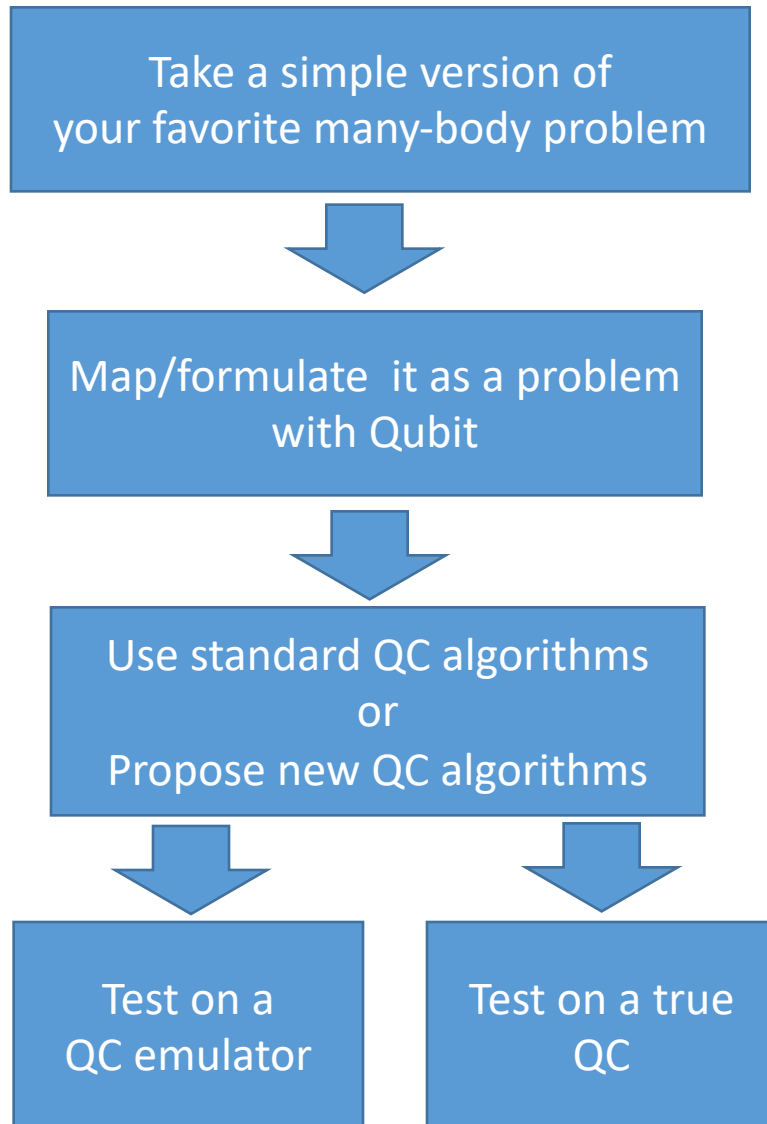 Take a simple version of
your favorite many-body problem
Map/formulate  it as a problem
with Qubit
Use standard QC algorithms
or
Propose new QC algorithms
Test on a
QC emulator
Test on a true
QC